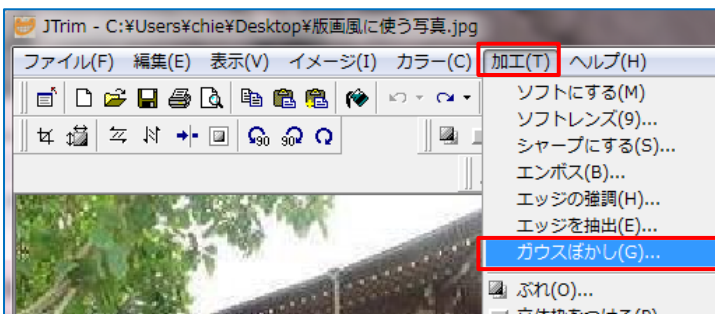 JTrim - C:¥Users¥chie¥Desktop¥版画風に使う写真.jpg
ファイル(F) 編集(E) 表示(V) イメージ(I) カラー(C) 加工(T) ヘルプ(H)
ソフトにする(M)
ソフトレンズ(9)...
シャープにする(S)...
エンボス(B)...
エッジの強調(H)...
エッジを抽出(E)...
ガウスぼかし(G)...
ぶれ(O)...
90 90